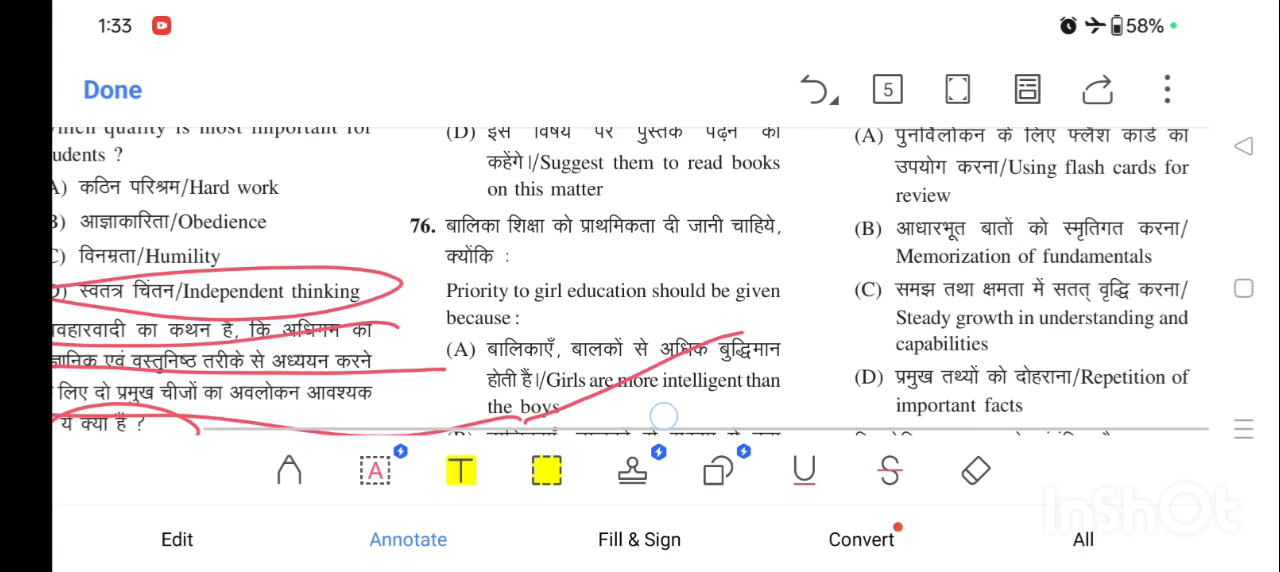 1:33
58%
Done
5
udents ?
A) कठिन परिश्रम/Hard work
B) आज्ञाकारिता/Obedience
C) विनम्रता/Humility
D) स्वतंत्र चिंतन/Independent thinking
वहारवादी का कथन है, कि अधिगम का
ज्ञानिक एवं वस्तुनिष्ठ तरीके से अध्ययन करने
लिए दो प्रमुख चीजों का अवलोकन आवश्यक
ये क्या हैं ?
(D) इस विषय पर पुस्तक पढ़ने को
कहेंगे।/Suggest them to read books
on this matter
76. बालिका शिक्षा को प्राथमिकता दी जानी चाहिये,
क्योंकि :
Priority to girl education should be given
because :
(A) बालिकाएँ, बालकों से अधिक बुद्धिमान
होती हैं।/Girls are more intelligent than
the boys
(A) पुनर्विलोकन के लिए फ्लैश कार्ड का
उपयोग करना/Using flash cards for
review
(B) आधारभूत बातों को स्मृतिगत करना/
Memorization of fundamentals
(C) समझ तथा क्षमता में सतत् वृद्धि करना/
Steady growth in understanding and
capabilities
(D) प्रमुख तथ्यों को दोहराना/Repetition of
important facts
A
T
U
S
InShOt
Edit
Annotate
Fill & Sign
Convert
All